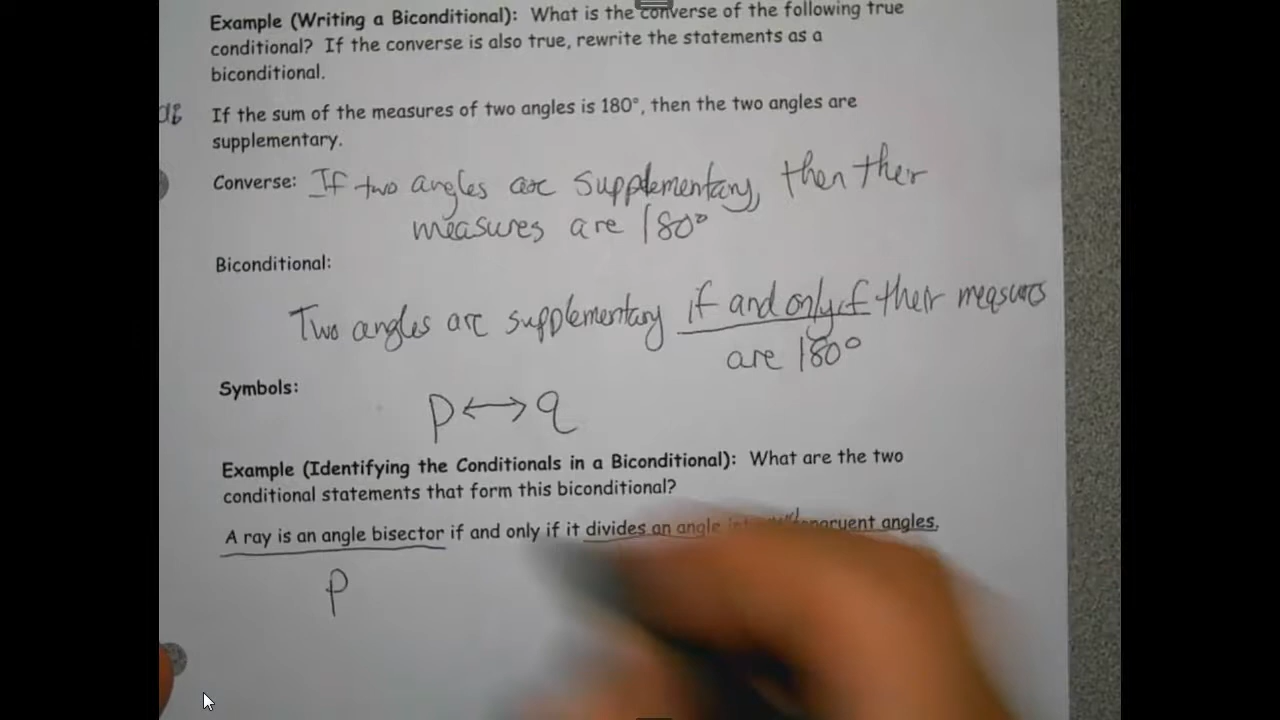 Example (Writing a Biconditional): What is the converse of the following true
conditional? If the converse is also true, rewrite the statements as a
biconditional.
If the sum of the measures of two angles is 180°, then the two angles are
supplementary.
Converse: If two angles are supplementary, then their
measures are 180°
Biconditional:
Two angles are supplementary if and only if their measures
are 180°
Symbols:
p ↔ q
Example (Identifying the Conditionals in a Biconditional): What are the two
conditional statements that form this biconditional?
A ray is an angle bisector if and only if it divides an angle congruent angles.
p